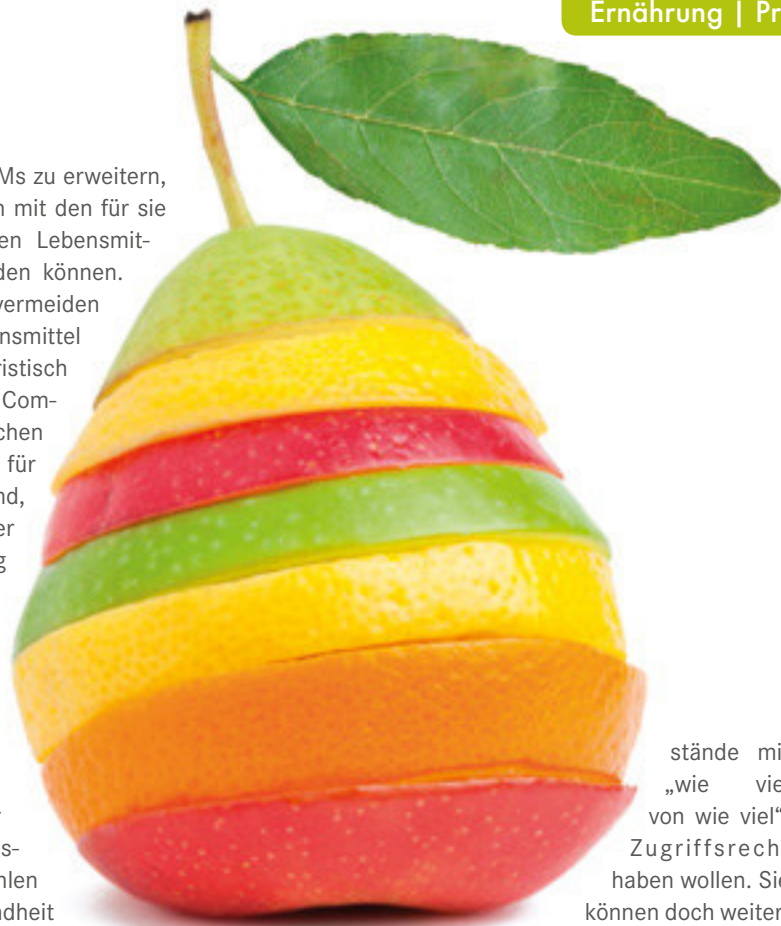 Ernährung | Pr
Ms zu erweitern,
mit den für sie
en Lebensmit-
den können.
vermeiden
nsmittel
ristisch
Com-
chen
für
nd,
er
g
s-
hlen
dheit
stände mi
„wie vie
von wie viel“
Zugriffsrech
haben wollen. Sie
können doch weiter